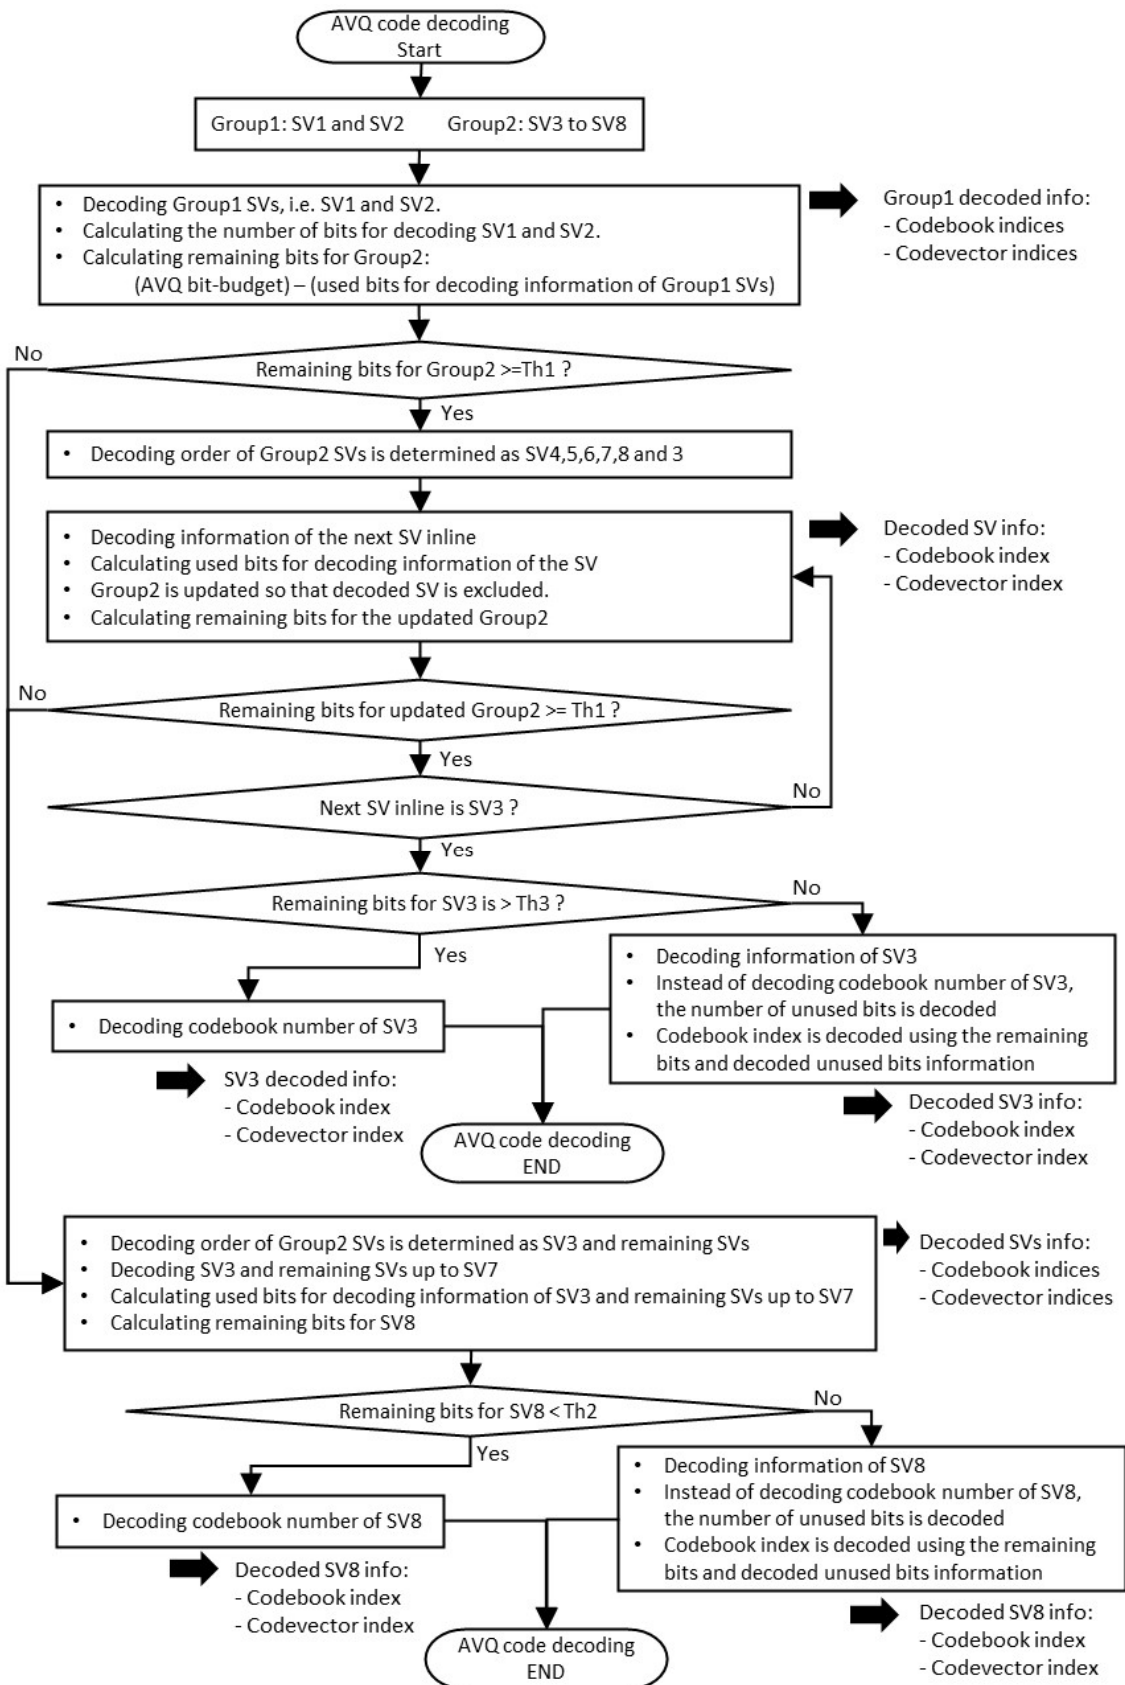 AVQ code decoding
Start
Group1: SV1 and SV2 Group2: SV3 to SV8
• Decoding Group1 SVs, i.e. SV1 and SV2.
• Calculating the number of bits for decoding SV1 and SV2.
• Calculating remaining bits for Group2:
(AVQ bit-budget) – (used bits for decoding information of Group1 SVs)
Group1 decoded info:
- Codebook indices
- Codevector indices
No
Remaining bits for Group2 >=Th1 ?
Yes
• Decoding order of Group2 SVs is determined as SV4,5,6,7,8 and 3
• Decoding information of the next SV inline
• Calculating used bits for decoding information of the SV
• Group2 is updated so that decoded SV is excluded.
• Calculating remaining bits for the updated Group2
Decoded SV info:
- Codebook index
- Codevector index
No
Remaining bits for updated Group2 >= Th1 ?
Yes
No
Next SV inline is SV3 ?
Yes
No
Remaining bits for SV3 is > Th3 ?
Yes
• Decoding codebook number of SV3
• Decoding information of SV3
• Instead of decoding codebook number of SV3,
the number of unused bits is decoded
• Codebook index is decoded using the remaining
bits and decoded unused bits information
SV3 decoded info:
- Codebook index
- Codevector index
Decoded SV3 info:
- Codebook index
- Codevector index
AVQ code decoding
END
• Decoding order of Group2 SVs is determined as SV3 and remaining SVs
• Decoding SV3 and remaining SVs up to SV7
• Calculating used bits for decoding information of SV3 and remaining SVs up to SV7
• Calculating remaining bits for SV8
Decoded SVs info:
- Codebook indices
- Codevector indices
Remaining bits for SV8 < Th2
No
Yes
• Decoding codebook number of SV8
• Decoding information of SV8
• Instead of decoding codebook number of SV8,
the number of unused bits is decoded
• Codebook index is decoded using the remaining
bits and decoded unused bits information
Decoded SV8 info:
- Codebook index
- Codevector index
Decoded SV8 info:
- Codebook index
- Codevector index
AVQ code decoding
END